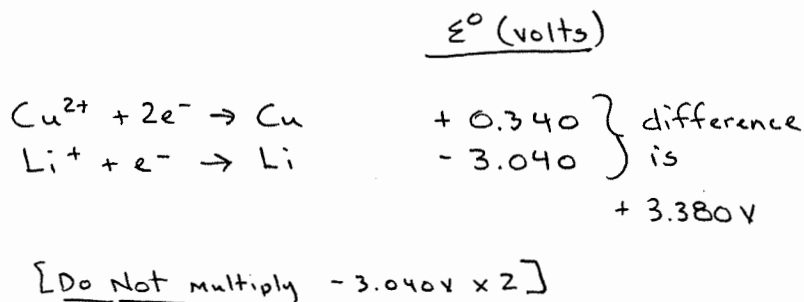 ε° (volts)
Cu²⁺ + 2e⁻ → Cu + 0.340 } difference
Li⁺ + e⁻ → Li - 3.040 } is
+ 3.380 V
[Do Not Multiply - 3.040V x 2]